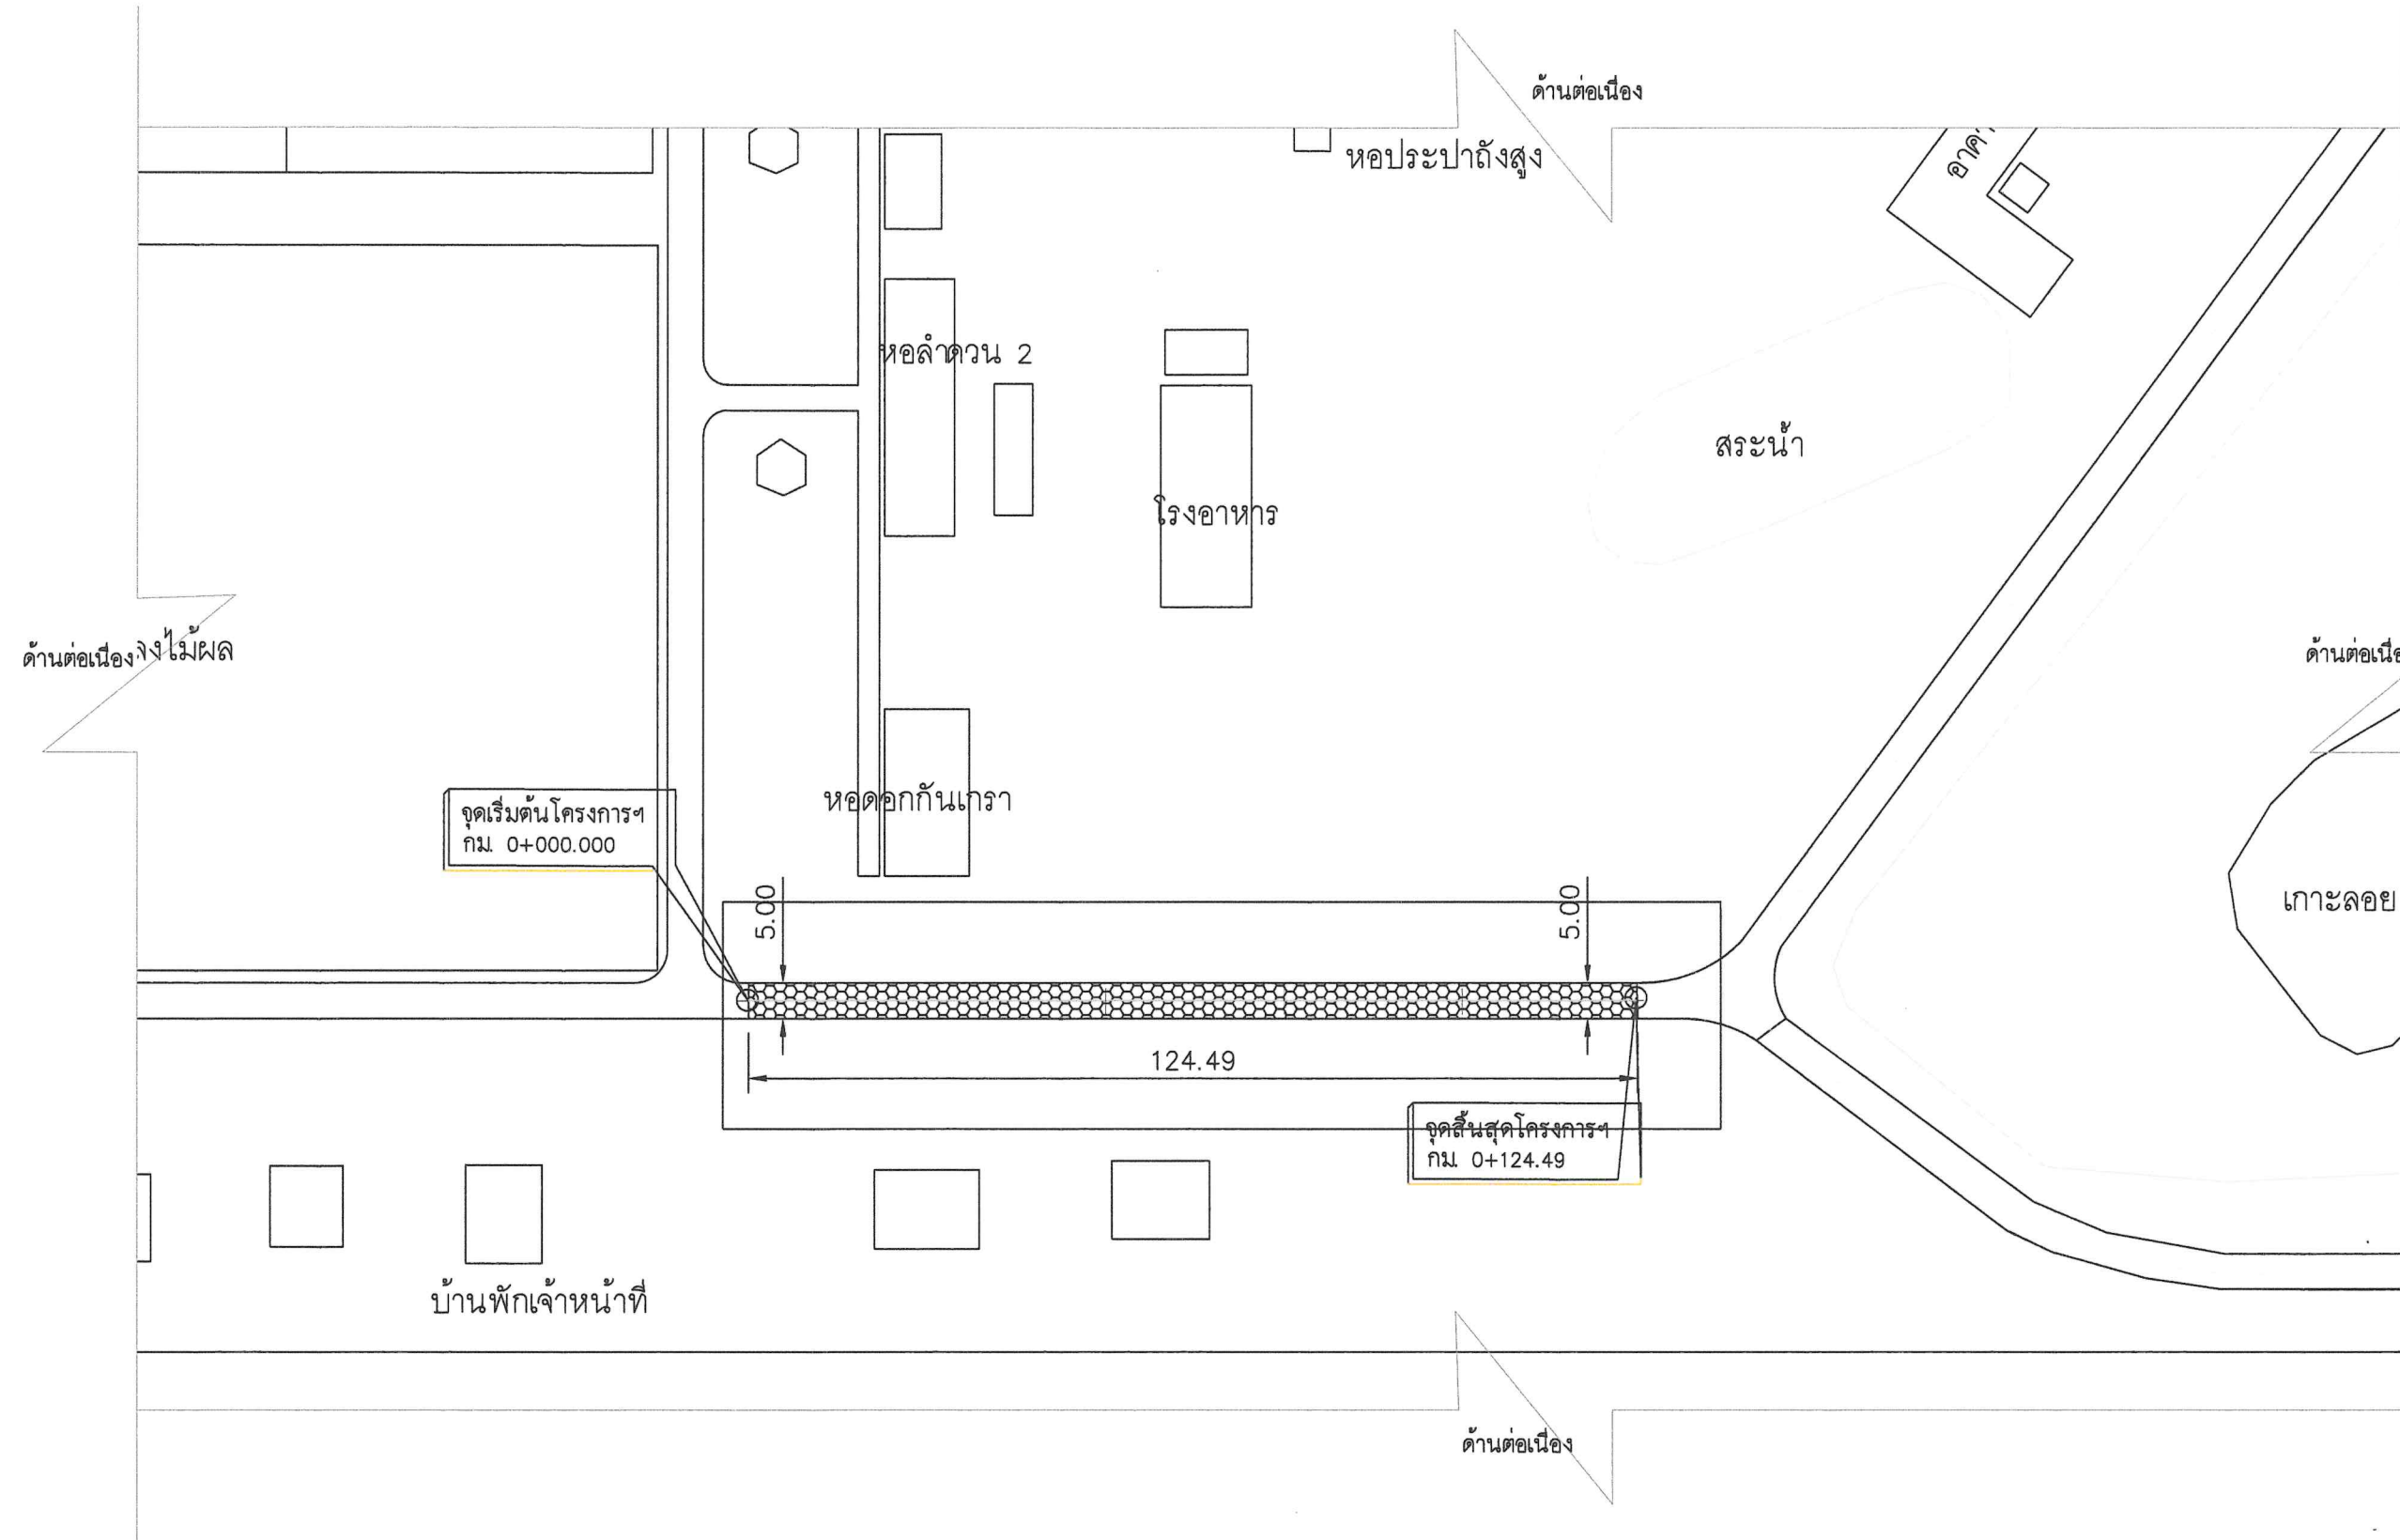 ด้านต่อเนื่อง
หอประปาถังสูง
หอลำดวน 2
สระน้ำ
โรงอาหาร
ด้านต่อเนื่อง
งไม้ผล
หอดอกกันเกรา
จุดเริ่มต้นโครงการฯ
กม. 0+000.000
เกาะลอย
5.00
5.00
124.49
จุดสิ้นสุดโครงการฯ
กม. 0+124.49
บ้านพักเจ้าหน้าที่
ด้านต่อเนื่อง